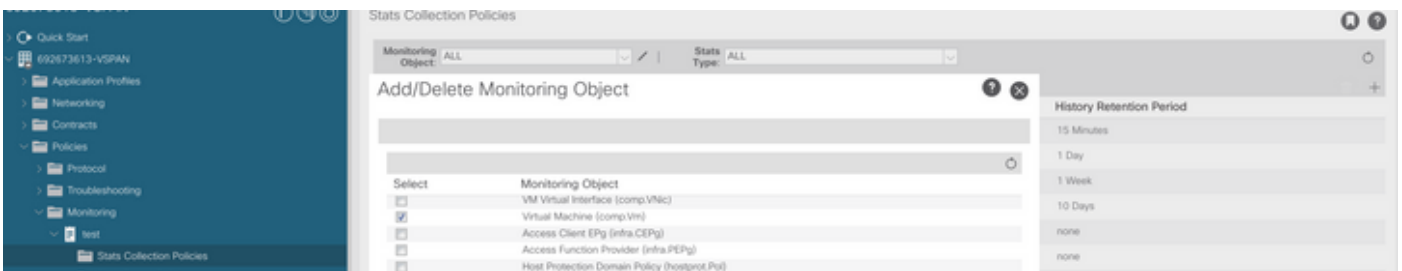 Quick Start
692673613-VSPAN
Application Profiles
Networking
Contracts
Policies
Protocol
Troubleshooting
Monitoring
test
Stats Collection Policies
Stats Collection Policies
Monitoring Object: ALL
Stats Type: ALL
Add/Delete Monitoring Object
Select Monitoring Object
VM Virtual Interface (comp.VNic)
Virtual Machine (comp.Vm)
Access Client EPg (infra.CEPg)
Access Function Provider (infra.PEPg)
Host Protection Domain Policy (hostprot.Pol)
History Retention Period
15 Minutes
1 Day
1 Week
10 Days
none
none